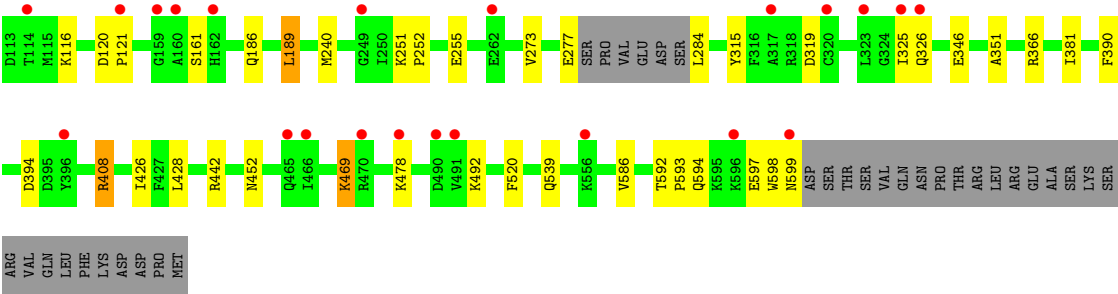 D113 T114 M115 K116 D120 P121 G159 A160 S161 H162 Q186 L189 M240 G249 I250 K251 P252 E255 E262 V273 E277 SER PRO VAL GLU ASP SER L284 Y315 F316 A317 R318 D319 C320 L323 G324 I325 Q326 E346 A351 R366 I381 F390
D394 D395 Y396 R408 I426 F427 L428 R442 N452 Q465 I466 K469 R470 K478 D490 V491 K492 F520 Q539 K556 V586 T592 P593 Q594 K595 K596 E597 W598 N599 ASP SER THR SER VAL GLN ASN PRO THR ARG LEU ARG GLU ALA SER LYS SER
ARG VAL GLN LEU PHE LYS ASP ASP PRO MET